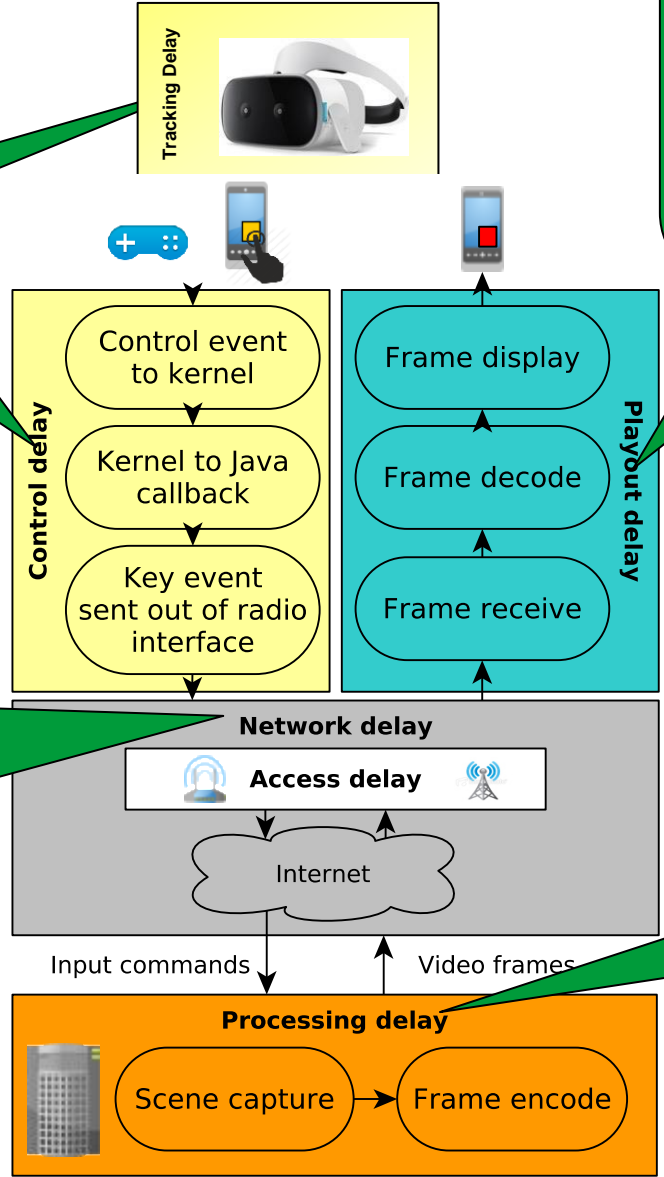 Tracking Delay
Control delay
Control event
to kernel
Kernel to Java
callback
Key event
sent out of radio
interface
Frame display
Frame decode
Frame receive
Playout delay
Network delay
Access delay
Internet
Input commands
Video frames
Processing delay
Scene capture
Frame encode